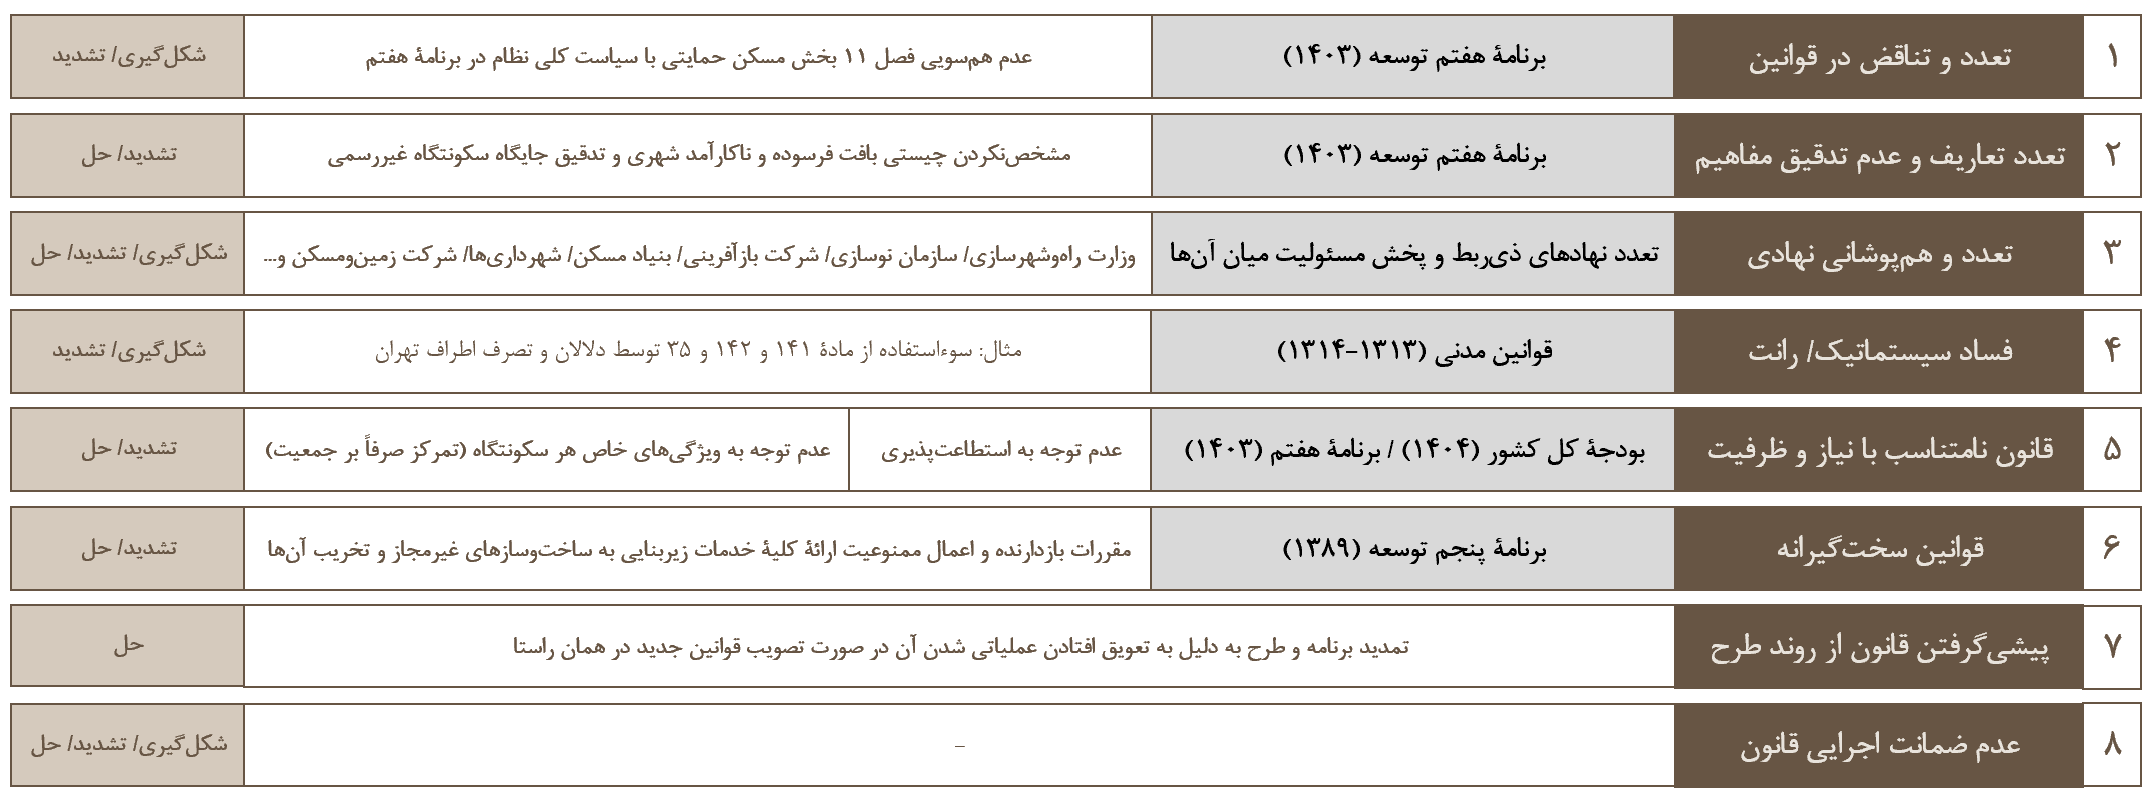 ۱ تعدد و تناقض در قوانین برنامهٔ هفتم توسعه (۱۴۰۳) عدم هم‌سویی فصل ۱۱ بخش مسکن حمایتی با سیاست کلی نظام در برنامهٔ هفتم شکل‌گیری/ تشدید
۲ تعدد تعاریف و عدم تدقیق مفاهیم برنامهٔ هفتم توسعه (۱۴۰۳) مشخص‌نکردن چیستی بافت فرسوده و ناکارآمد شهری و تدقیق جایگاه سکونتگاه غیررسمی تشدید/ حل
۳ تعدد و هم‌پوشانی نهادی تعدد نهادهای ذی‌ربط و پخش مسئولیت میان آن‌ها وزارت راه‌وشهرسازی/ سازمان نوسازی/ شرکت بازآفرینی/ بنیاد مسکن/ شهرداری‌ها/ شرکت زمین‌ومسکن و... شکل‌گیری/ تشدید/ حل
۴ فساد سیستماتیک/ رانت قوانین مدنی (۱۳۱۳-۱۳۱۴) مثال: سوءاستفاده از مادهٔ ۱۴۱ و ۱۴۲ و ۳۵ توسط دلالان و تصرف اطراف تهران شکل‌گیری/ تشدید
۵ قانون نامتناسب با نیاز و ظرفیت بودجهٔ کل کشور (۱۴۰۴) / برنامهٔ هفتم (۱۴۰۳) عدم توجه به استطاعت‌پذیری عدم توجه به ویژگی‌های خاص هر سکونتگاه (تمرکز صرفاً بر جمعیت) تشدید/ حل
۶ قوانین سخت‌گیرانه برنامهٔ پنجم توسعه (۱۳۸۹) مقررات بازدارنده و اعمال ممنوعیت ارائهٔ کلیهٔ خدمات زیربنایی به ساخت‌وسازهای غیرمجاز و تخریب آن‌ها تشدید/ حل
۷ پیشی‌گرفتن قانون از روند طرح تمدید برنامه و طرح به دلیل به تعویق افتادن عملیاتی شدن آن در صورت تصویب قوانین جدید در همان راستا حل
۸ عدم ضمانت اجرایی قانون - شکل‌گیری/ تشدید/ حل